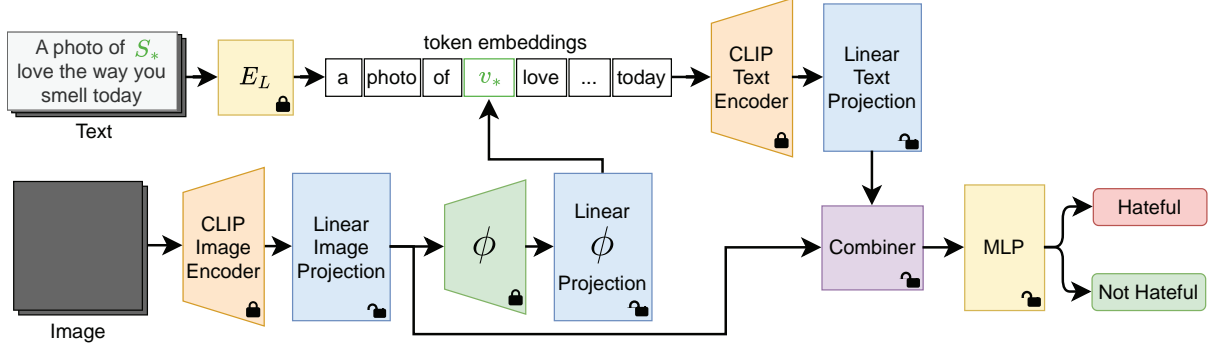 A photo of S*
love the way you
smell today
Text
E_L
token embeddings
a photo of v* love ... today
CLIP
Text
Encoder
Linear
Text
Projection
Image
CLIP
Image
Encoder
Linear
Image
Projection
ϕ
Linear
ϕ
Projection
Combiner
MLP
Hateful
Not Hateful